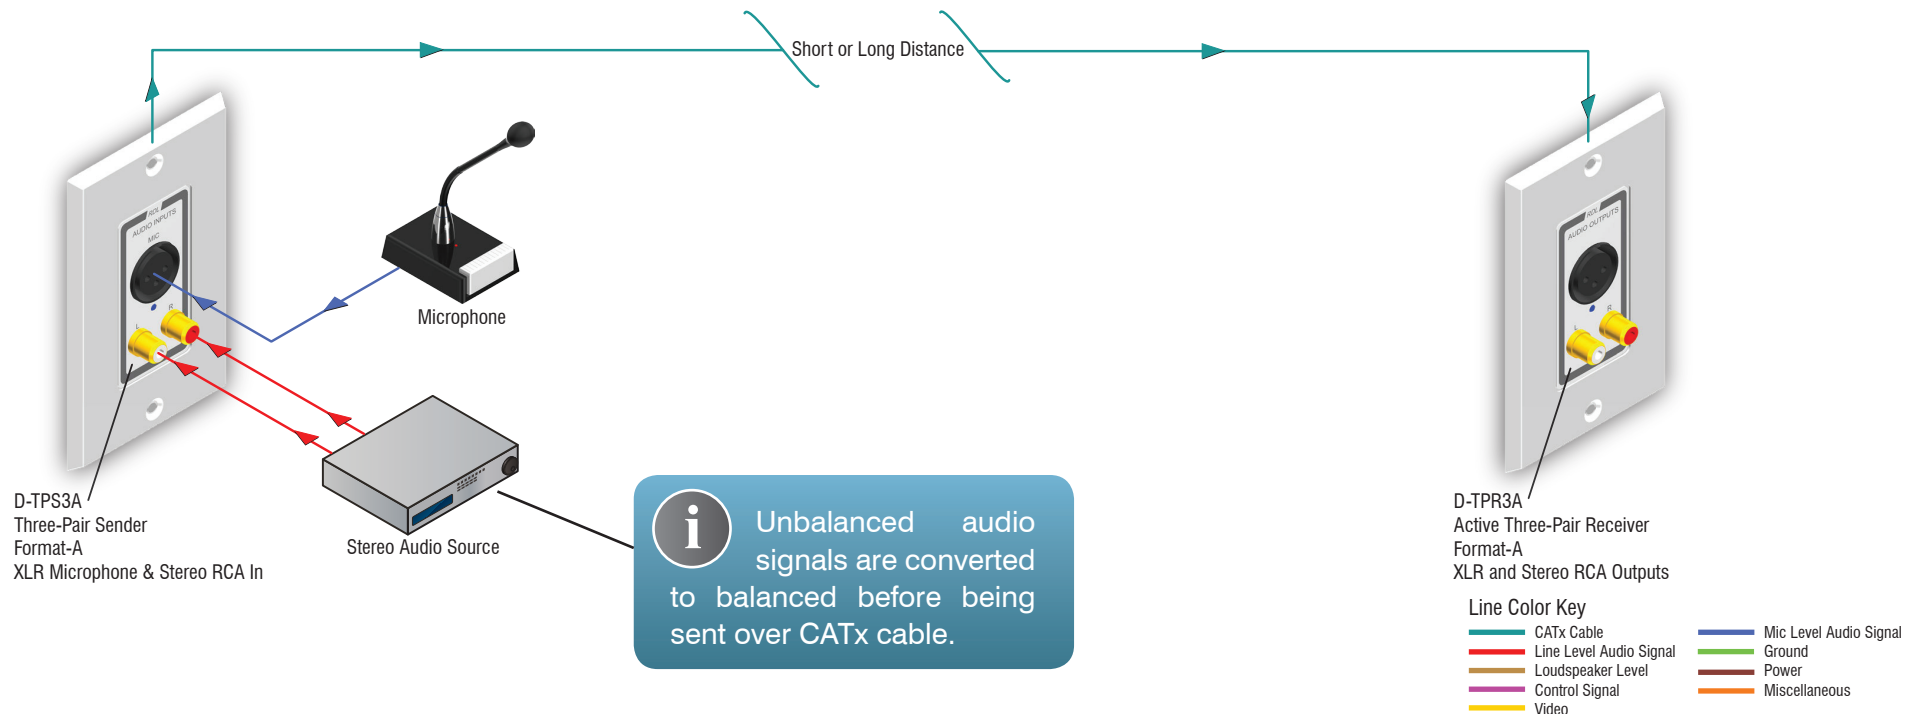 Short or Long Distance
RDL
AUDIO INPUTS
MIC
L
R
Microphone
Stereo Audio Source
D-TPS3A
Three-Pair Sender
Format-A
XLR Microphone & Stereo RCA In
i
Unbalanced audio
signals are converted
to balanced before being
sent over CATx cable.
RDL
AUDIO OUTPUTS
L
R
D-TPR3A
Active Three-Pair Receiver
Format-A
XLR and Stereo RCA Outputs
Line Color Key
CATx Cable
Line Level Audio Signal
Loudspeaker Level
Control Signal
Video
Mic Level Audio Signal
Ground
Power
Miscellaneous